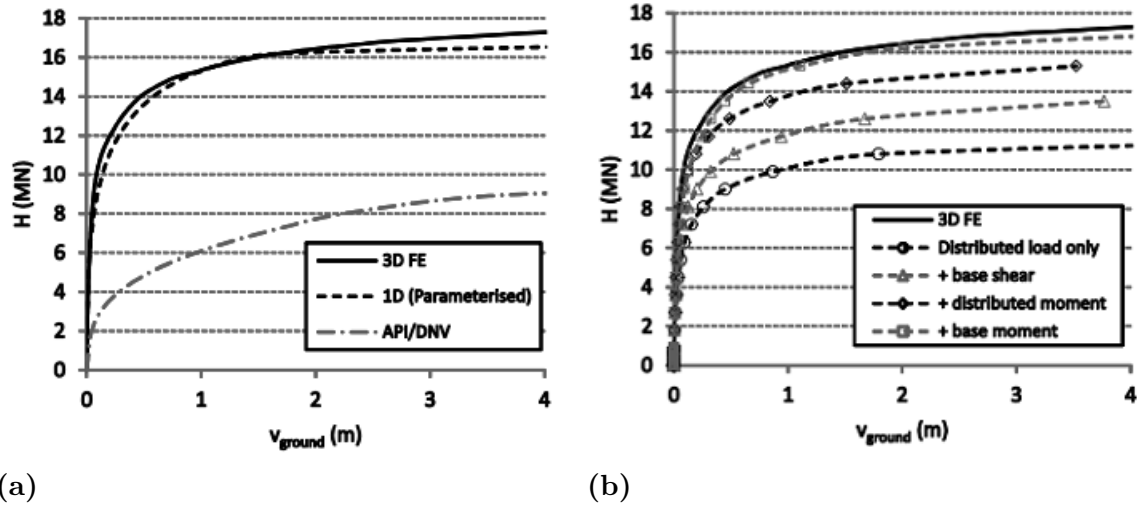 18
16
14
12
10
8
6
4
2
0
H (MN)
0 1 2 3 4
v_ground (m)
3D FE
1D (Parameterised)
API/DNV
(a)
18
16
14
12
10
8
6
4
2
0
H (MN)
0 1 2 3 4
v_ground (m)
3D FE
Distributed load only
+ base shear
+ distributed moment
+ base moment
(b)